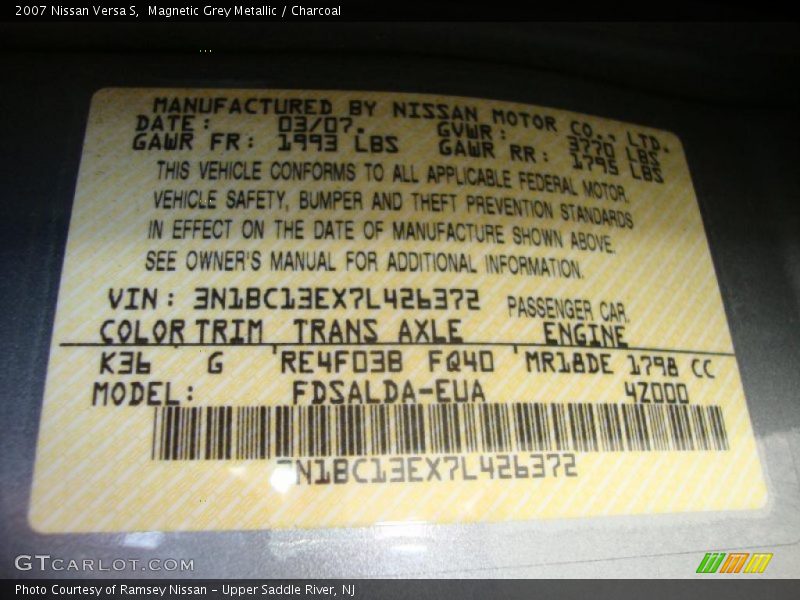 2007 Nissan Versa S, Magnetic Grey Metallic / Charcoal
MANUFACTURED BY NISSAN MOTOR CO., LTD.
DATE: 03/07. GVWR: 3770 LBS
GAWR FR: 1993 LBS GAWR RR: 1795 LBS
THIS VEHICLE CONFORMS TO ALL APPLICABLE FEDERAL MOTOR
VEHICLE SAFETY, BUMPER AND THEFT PREVENTION STANDARDS
IN EFFECT ON THE DATE OF MANUFACTURE SHOWN ABOVE.
SEE OWNER'S MANUAL FOR ADDITIONAL INFORMATION.
VIN: 3N1BC13EX7L426372 PASSENGER CAR.
COLOR TRIM TRANS AXLE ENGINE
K36 G RE4F03B FQ40 MR18DE 1798 CC
MODEL: FDSALDA-EUA 4Z000
3N1BC13EX7L426372
GTCARLOT.COM
Photo Courtesy of Ramsey Nissan - Upper Saddle River, NJ